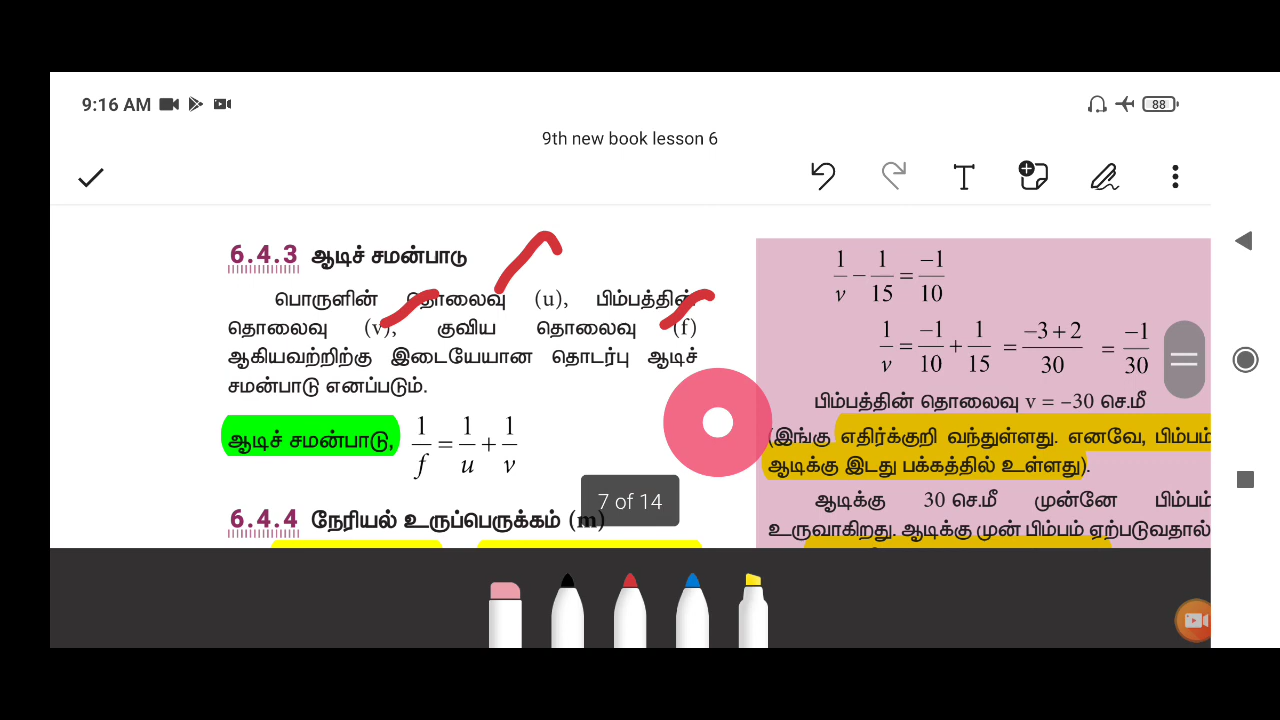 9:16 AM
88
9th new book lesson 6
T
6.4.3 ஆடிச் சமன்பாடு
பொருளின் தொலைவு (u), பிம்பத்தின்
தொலைவு (v), குவிய தொலைவு (f)
ஆகியவற்றிற்கு இடையேயான தொடர்பு ஆடிச்
சமன்பாடு எனப்படும்.
ஆடிச் சமன்பாடு, 1/f = 1/u + 1/v
7 of 14
6.4.4 நேரியல் உருப்பெருக்கம் (m)
1/v − 1/15 = −1/10
1/v = −1/10 + 1/15 = −3 + 2/30 = −1/30
பிம்பத்தின் தொலைவு v = –30 செ.மீ
(இங்கு எதிர்க்குறி வந்துள்ளது. எனவே, பிம்பம்
ஆடிக்கு இடது பக்கத்தில் உள்ளது).
ஆடிக்கு 30 செ.மீ முன்னே பிம்பம்
உருவாகிறது. ஆடிக்கு முன் பிம்பம் ஏற்படுவதால்